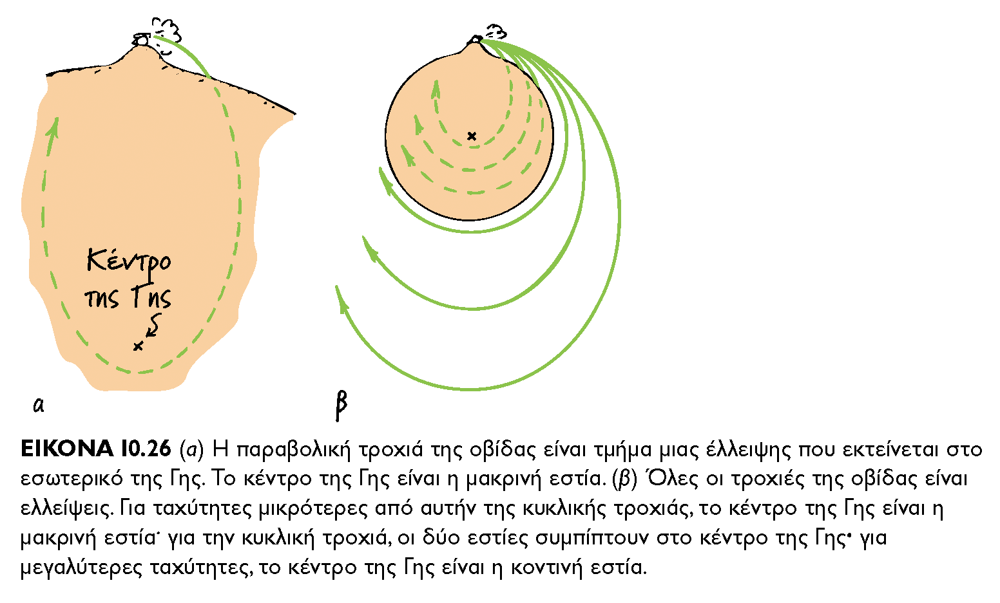 Κέντρο
της Γης
α
β
ΕΙΚΟΝΑ 10.26 (α) Η παραβολική τροχιά της οβίδας είναι τμήμα μιας έλλειψης που εκτείνεται στο
εσωτερικό της Γης. Το κέντρο της Γης είναι η μακρινή εστία. (β) Όλες οι τροχιές της οβίδας είναι
ελλείψεις. Για ταχύτητες μικρότερες από αυτήν της κυκλικής τροχιάς, το κέντρο της Γης είναι η
μακρινή εστία· για την κυκλική τροχιά, οι δύο εστίες συμπίπτουν στο κέντρο της Γης• για
μεγαλύτερες ταχύτητες, το κέντρο της Γης είναι η κοντινή εστία.